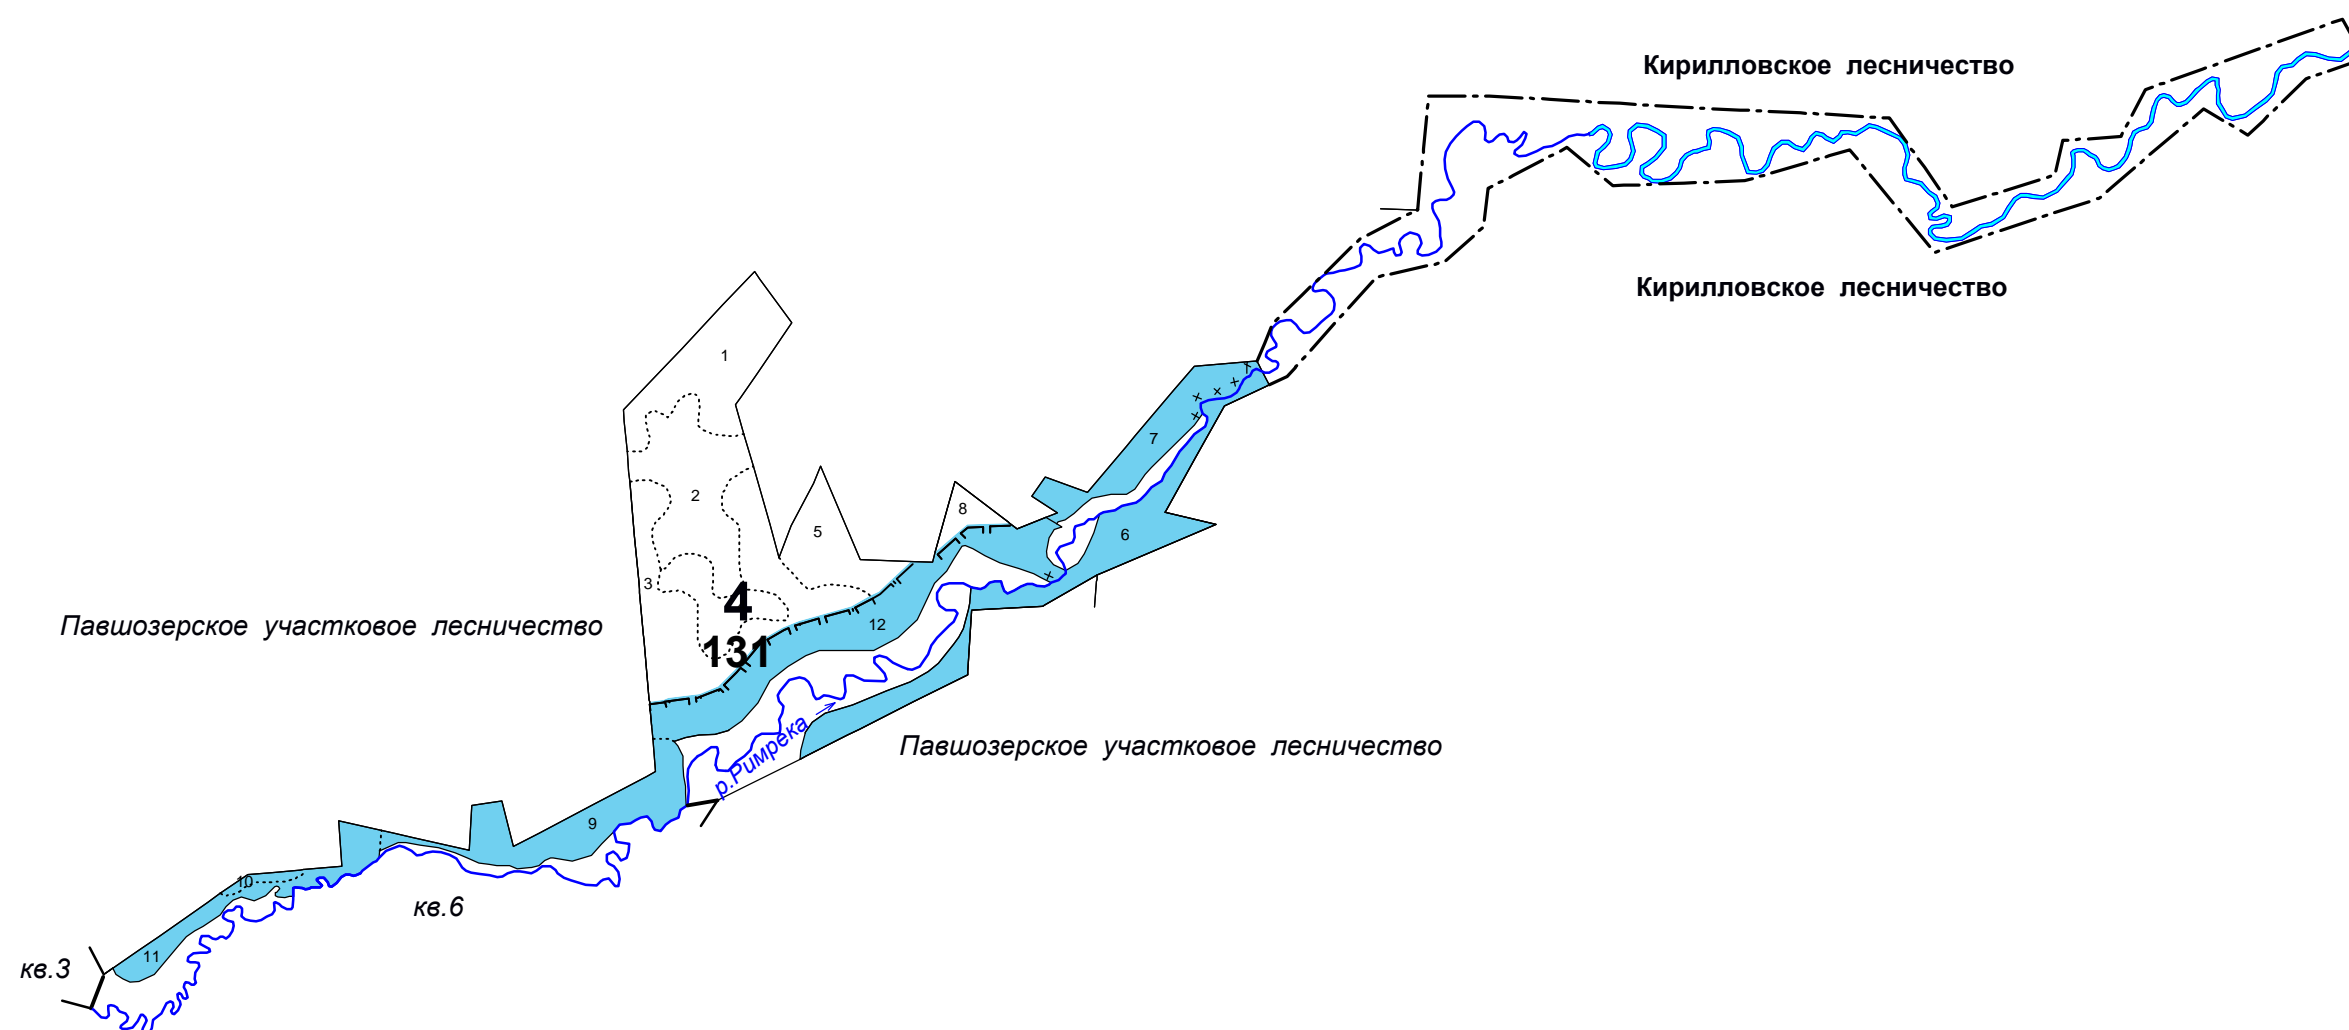 Кирилловское лесничество
Кирилловское лесничество
1
7
2
8
5
6
3
4
131
12
Павшозерское участковое лесничество
Павшозерское участковое лесничество
р.Римрека
9
10
кв.6
11
кв.3